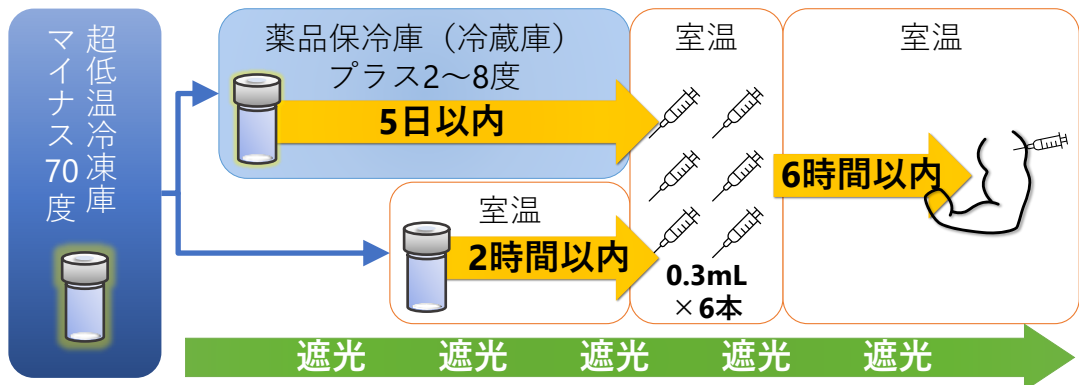 超低温冷凍庫
マイナス70度
薬品保冷庫（冷蔵庫）
プラス2～8度
5日以内
室温
2時間以内
室温
0.3mL
×6本
室温
6時間以内
遮光 遮光 遮光 遮光 遮光